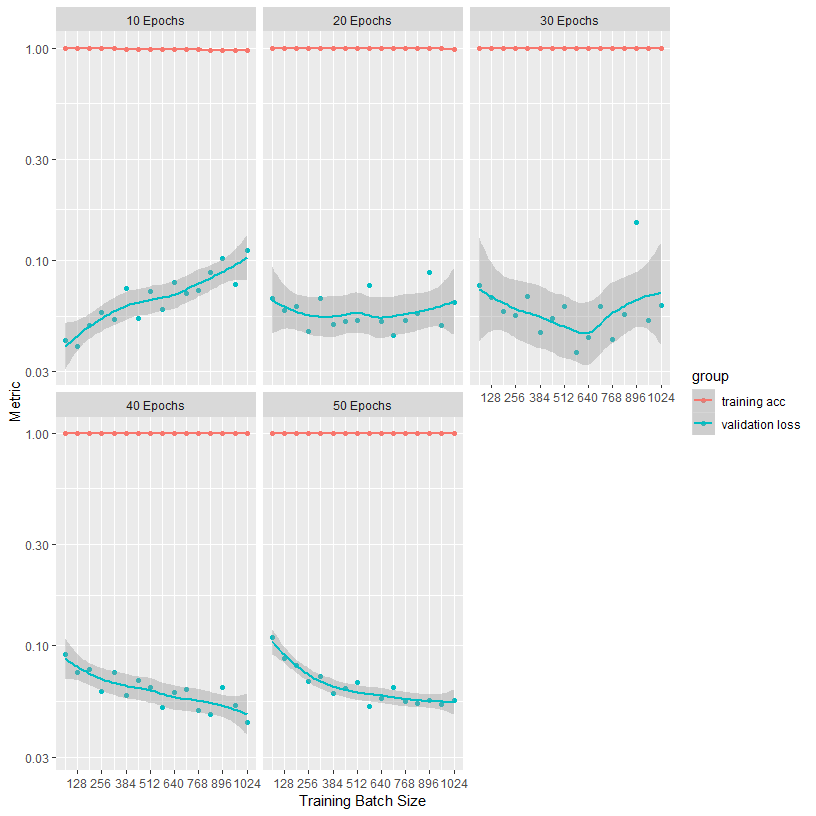 10 Epochs 20 Epochs 30 Epochs
1.00
0.30
0.10
0.03
128 256 384 512 640 768 896 1024
40 Epochs 50 Epochs
1.00
0.30
0.10
0.03
128 256 384 512 640 768 896 1024 128 256 384 512 640 768 896 1024
Training Batch Size
Metric
group
training acc
validation loss